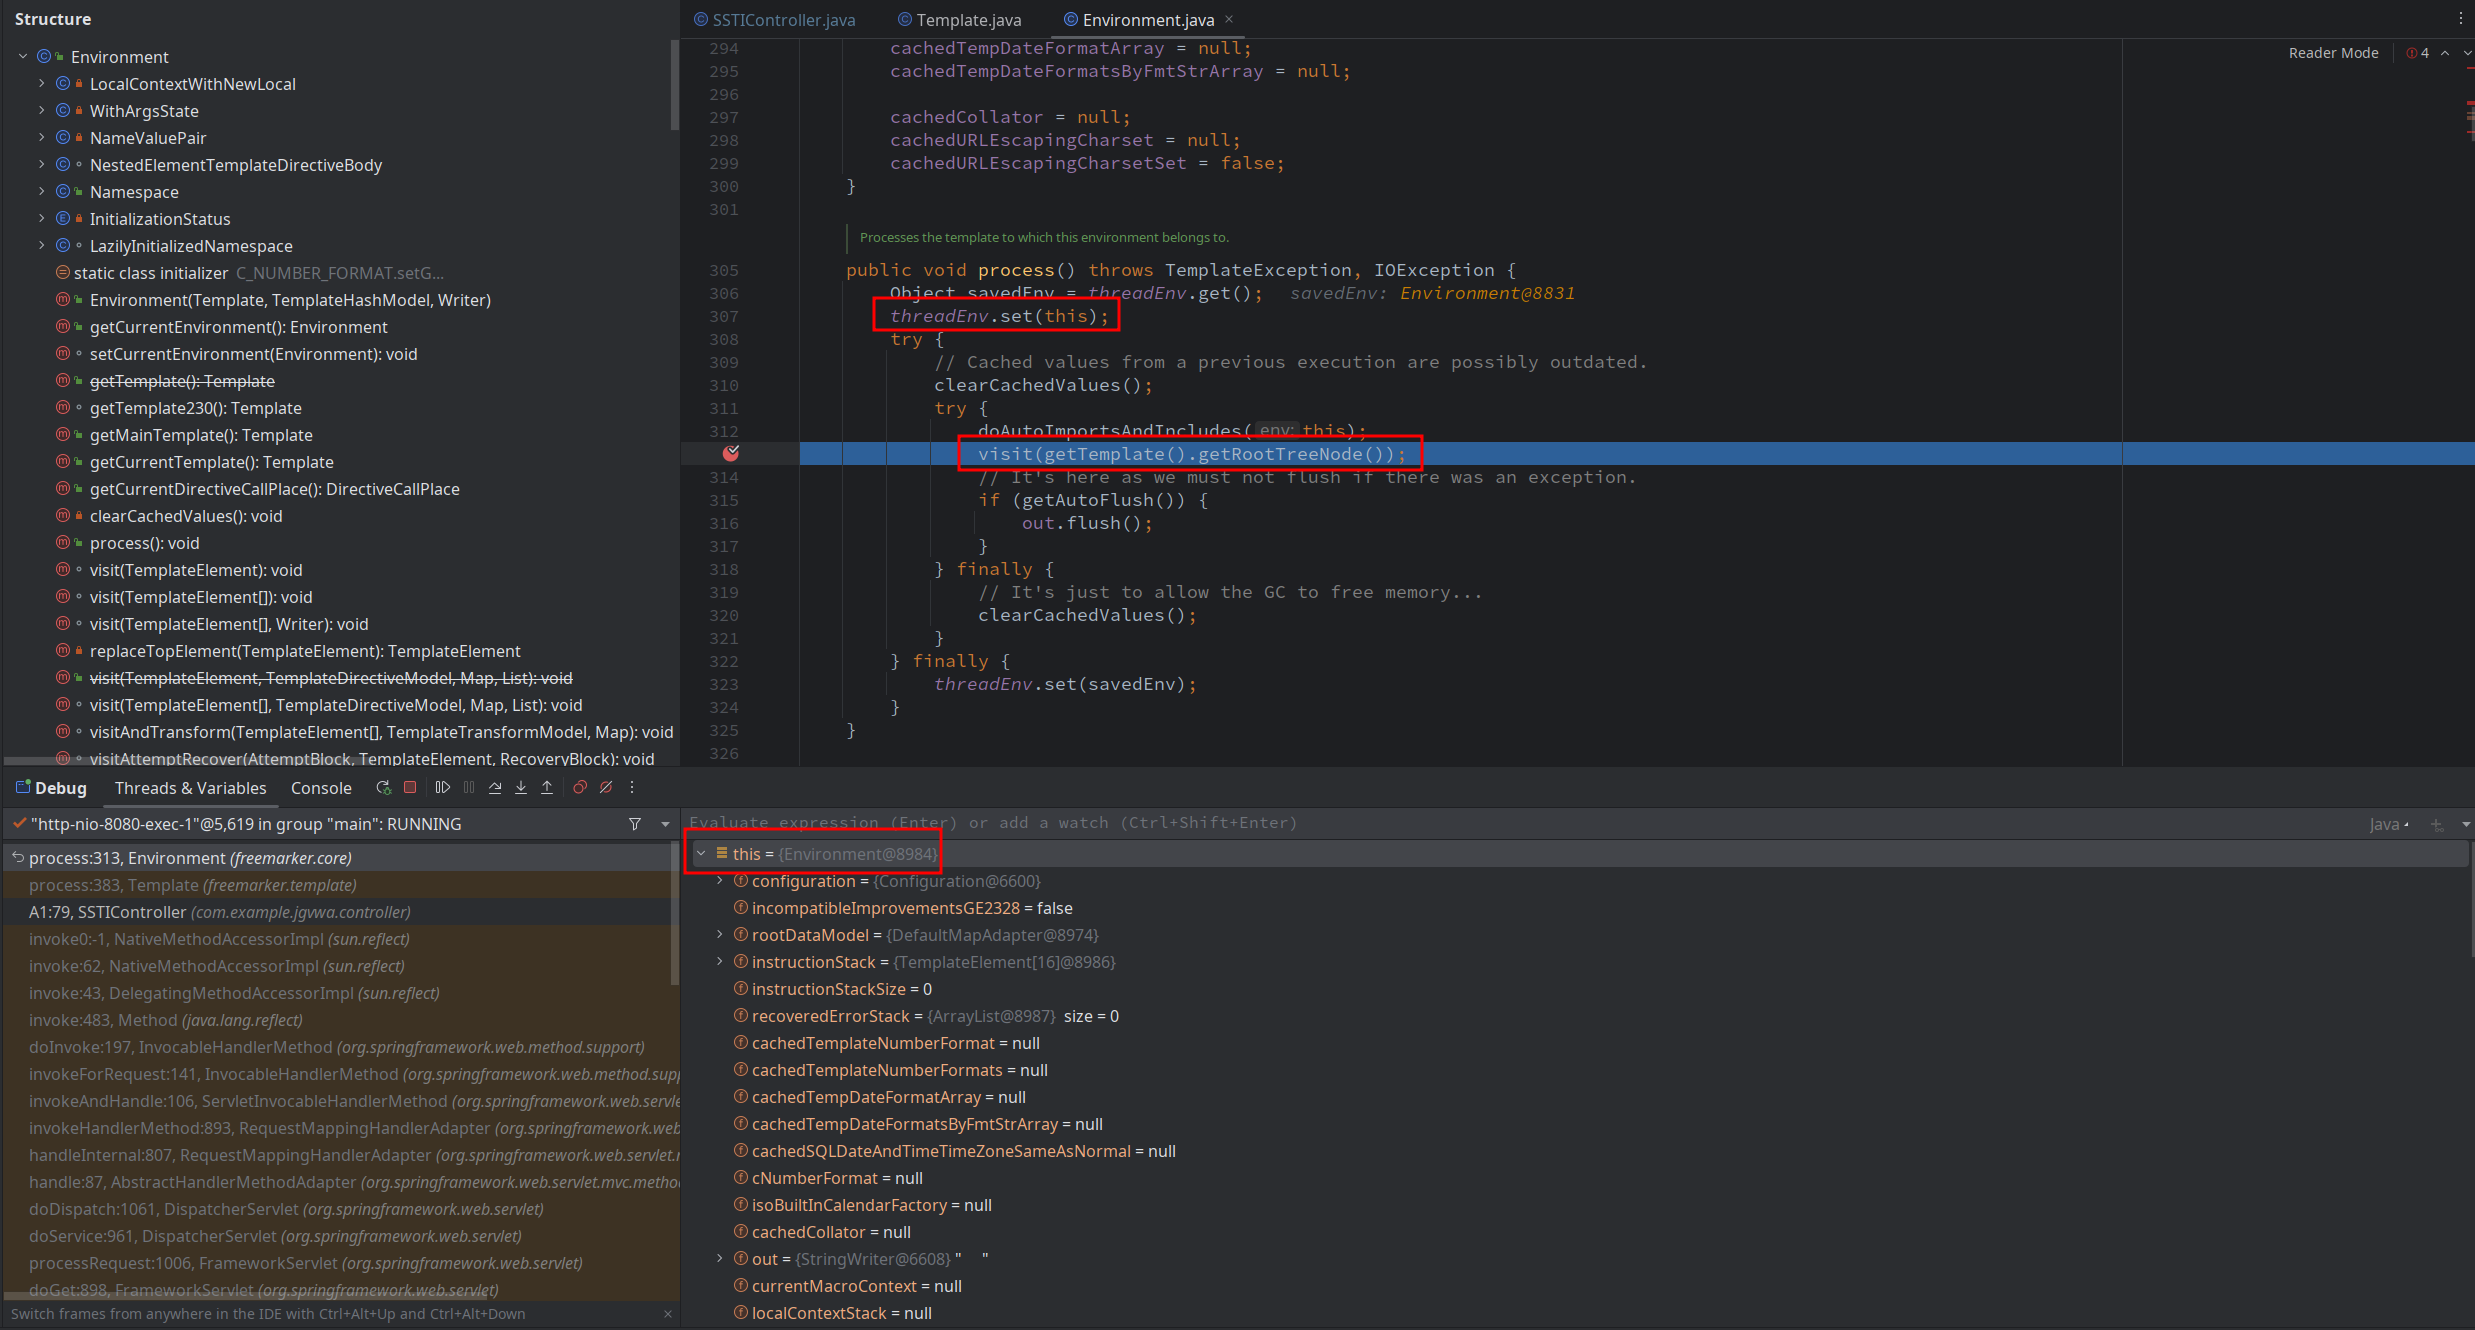 Structure
Environment
LocalContextWithNewLocal
WithArgsState
NameValuePair
NestedElementTemplateDirectiveBody
Namespace
InitializationStatus
LazilyInitializedNamespace
static class initializer C_NUMBER_FORMAT.setG...
Environment(Template, TemplateHashModel, Writer)
getCurrentEnvironment(): Environment
setCurrentEnvironment(Environment): void
getTemplate(): Template
getTemplate230(): Template
getMainTemplate(): Template
getCurrentTemplate(): Template
getCurrentDirectiveCallPlace(): DirectiveCallPlace
clearCachedValues(): void
process(): void
visit(TemplateElement): void
visit(TemplateElement[]): void
visit(TemplateElement[], Writer): void
replaceTopElement(TemplateElement): TemplateElement
visit(TemplateElement, TemplateDirectiveModel, Map, List): void
visit(TemplateElement[], TemplateDirectiveModel, Map, List): void
visitAndTransform(TemplateElement[], TemplateTransformModel, Map): void
visitAttemptRecover(AttemptBlock, TemplateElement, RecoveryBlock): void
SSTIController.java Template.java Environment.java
Reader Mode 4
294 cachedTempDateFormatArray = null;
295 cachedTempDateFormatsByFmtStrArray = null;
296
297 cachedCollator = null;
298 cachedURLEscapingCharset = null;
299 cachedURLEscapingCharsetSet = false;
300 }
301
Processes the template to which this environment belongs to.
305 public void process() throws TemplateException, IOException {
306 Object savedEnv = threadEnv.get(); savedEnv: Environment@8831
307 threadEnv.set(this);
308 try {
309 // Cached values from a previous execution are possibly outdated.
310 clearCachedValues();
311 try {
312 doAutoImportsAndIncludes( env: this);
visit(getTemplate().getRootTreeNode());
314 // It's here as we must not flush if there was an exception.
315 if (getAutoFlush()) {
316 out.flush();
317 }
318 } finally {
319 // It's just to allow the GC to free memory...
320 clearCachedValues();
321 }
322 } finally {
323 threadEnv.set(savedEnv);
324 }
325 }
326
Debug Threads & Variables Console
"http-nio-8080-exec-1"@5,619 in group "main": RUNNING
process:313, Environment (freemarker.core)
process:383, Template (freemarker.template)
A1:79, SSTIController (com.example.jgvwa.controller)
invoke0:-1, NativeMethodAccessorImpl (sun.reflect)
invoke:62, NativeMethodAccessorImpl (sun.reflect)
invoke:43, DelegatingMethodAccessorImpl (sun.reflect)
invoke:483, Method (java.lang.reflect)
doInvoke:197, InvocableHandlerMethod (org.springframework.web.method.support)
invokeForRequest:141, InvocableHandlerMethod (org.springframework.web.method.supp
invokeAndHandle:106, ServletInvocableHandlerMethod (org.springframework.web.servle
invokeHandlerMethod:893, RequestMappingHandlerAdapter (org.springframework.web
handleInternal:807, RequestMappingHandlerAdapter (org.springframework.web.servlet.r
handle:87, AbstractHandlerMethodAdapter (org.springframework.web.servlet.mvc.metho
doDispatch:1061, DispatcherServlet (org.springframework.web.servlet)
doService:961, DispatcherServlet (org.springframework.web.servlet)
processRequest:1006, FrameworkServlet (org.springframework.web.servlet)
doGet:898, FrameworkServlet (org.springframework.web.servlet)
Switch frames from anywhere in the IDE with Ctrl+Alt+Up and Ctrl+Alt+Down
Evaluate expression (Enter) or add a watch (Ctrl+Shift+Enter)
Java
this = {Environment@8984}
configuration = {Configuration@6600}
incompatibleImprovementsGE2328 = false
rootDataModel = {DefaultMapAdapter@8974}
instructionStack = {TemplateElement[16]@8986}
instructionStackSize = 0
recoveredErrorStack = {ArrayList@8987} size = 0
cachedTemplateNumberFormat = null
cachedTemplateNumberFormats = null
cachedTempDateFormatArray = null
cachedTempDateFormatsByFmtStrArray = null
cachedSQLDateAndTimeTimeZoneSameAsNormal = null
cNumberFormat = null
isoBuiltInCalendarFactory = null
cachedCollator = null
out = {StringWriter@6608} "    "
currentMacroContext = null
localContextStack = null